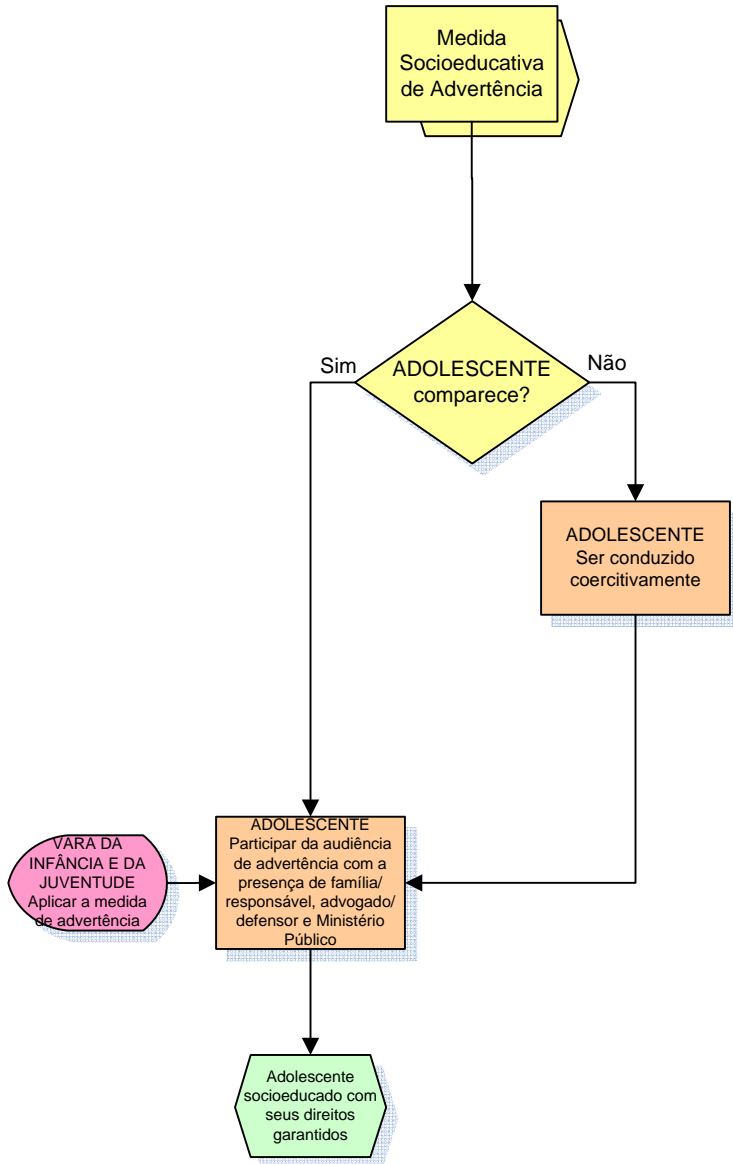 Medida
Socioeducativa
de Advertência
Sim
ADOLESCENTE
comparece?
Não
ADOLESCENTE
Ser conduzido
coercitivamente
VARA DA
INFÂNCIA E DA
JUVENTUDE
Aplicar a medida
de advertência
ADOLESCENTE
Participar da audiência
de advertência com a
presença de família/
responsável, advogado/
defensor e Ministério
Público
Adolescente
socioeducado com
seus direitos
garantidos